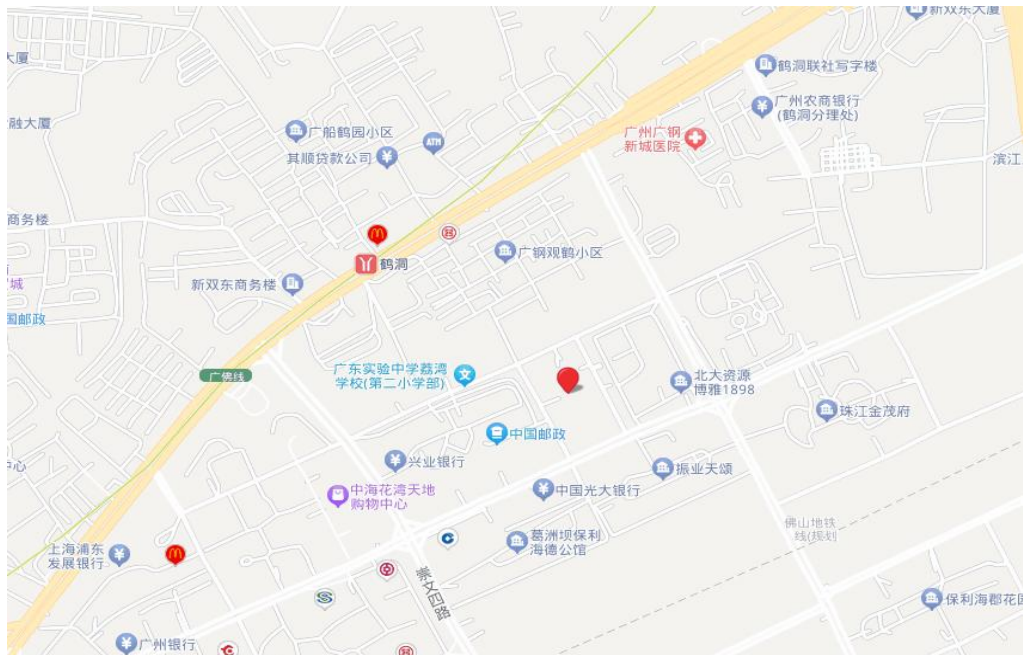 新双东大厦
大厦
鹤洞联社写字楼
广州农商银行
(鹤洞分理处)
融大厦
广船鹤园小区
ATM
广州广钢
新城医院
其顺贷款公司
滨江
商务楼
鹤洞
广钢观鹤小区
新双东商务楼
城
国邮政
广佛线
广东实验中学荔湾
学校(第二小学部)
文
北大资源
博雅1898
珠江金茂府
中国邮政
兴业银行
中心
振业天颂
中海花湾天地
购物中心
中国光大银行
佛山地铁
线(规划
葛洲坝保利
海德公馆
上海浦东
发展银行
崇文四路
保利海郡花园
广州银行